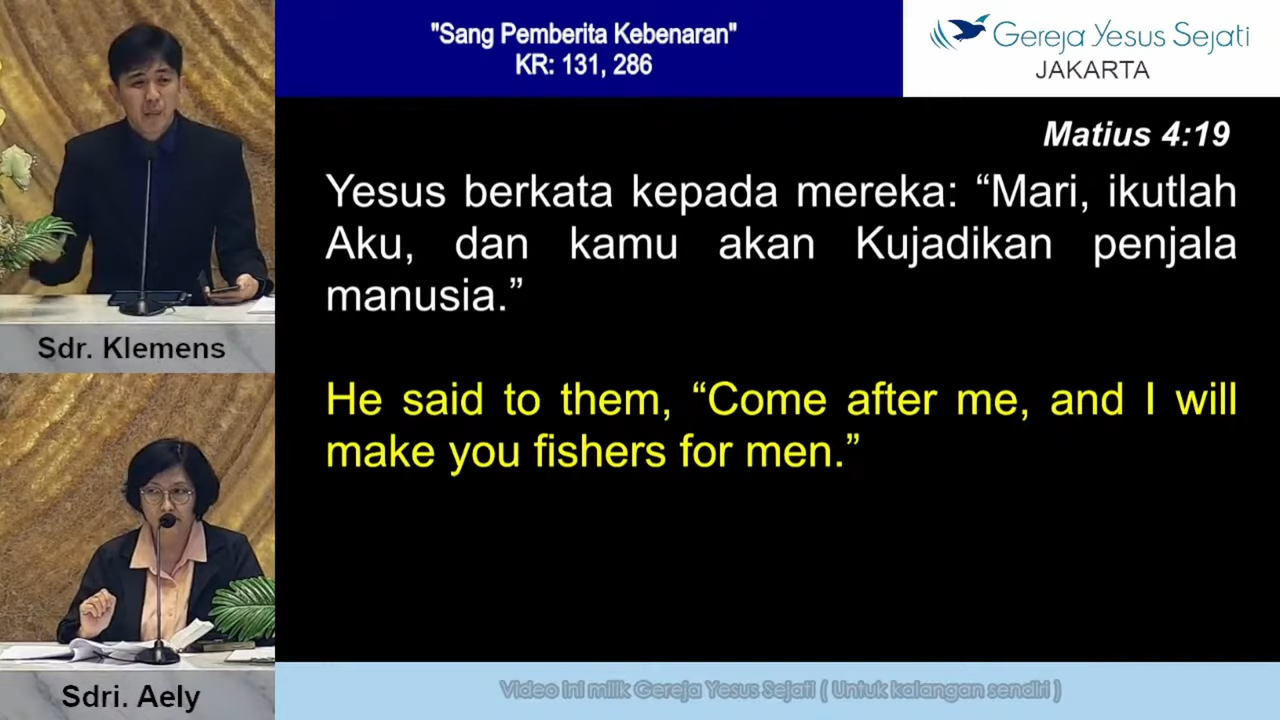 "Sang Pemberita Kebenaran"
KR: 131, 286
Gereja Yesus Sejati
JAKARTA
Matius 4:19
Yesus berkata kepada mereka: “Mari, ikutlah
Aku, dan kamu akan Kujadikan penjala
manusia.”
He said to them, “Come after me, and I will
make you fishers for men.”
Sdr. Klemens
Sdri. Aely
Video ini milik Gereja Yesus Sejati ( Untuk kalangan sendiri )